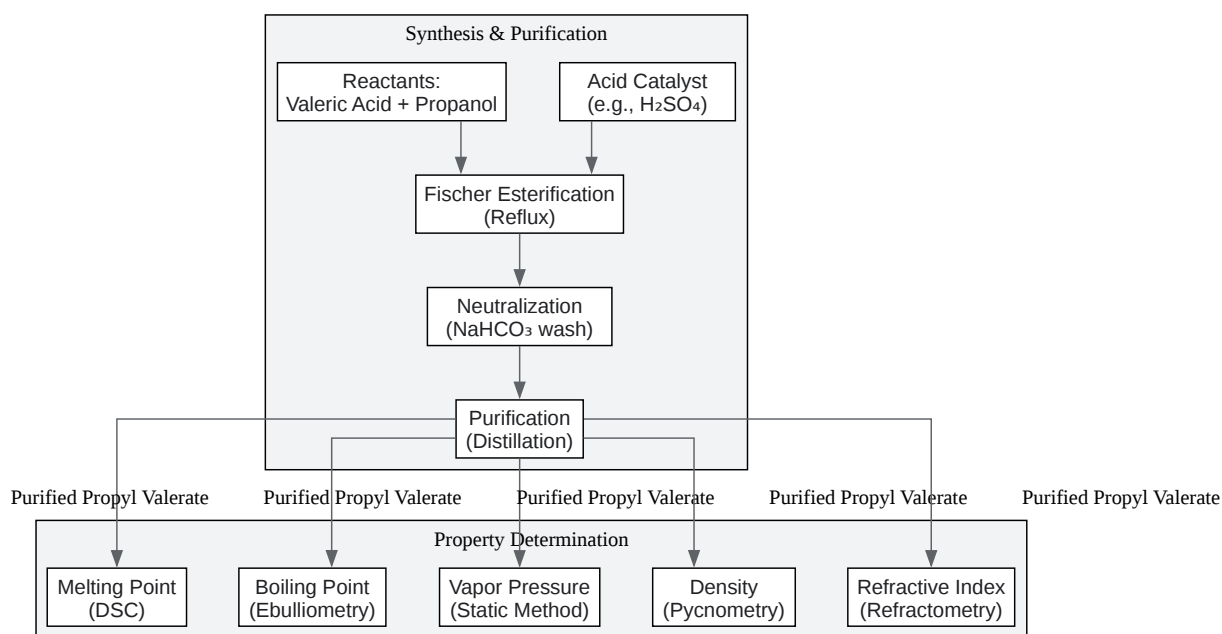 Synthesis & Purification
Reactants:
Valeric Acid + Propanol
Acid Catalyst
(e.g., H₂SO₄)
Fischer Esterification
(Reflux)
Neutralization
(NaHCO₃ wash)
Purification
(Distillation)
Purified Propyl Valerate
Purified Propyl Valerate
Purified Propyl Valerate
Purified Propyl Valerate
Purified Propyl Valerate
Property Determination
Melting Point
(DSC)
Boiling Point
(Ebulliometry)
Vapor Pressure
(Static Method)
Density
(Pycnometry)
Refractive Index
(Refractometry)